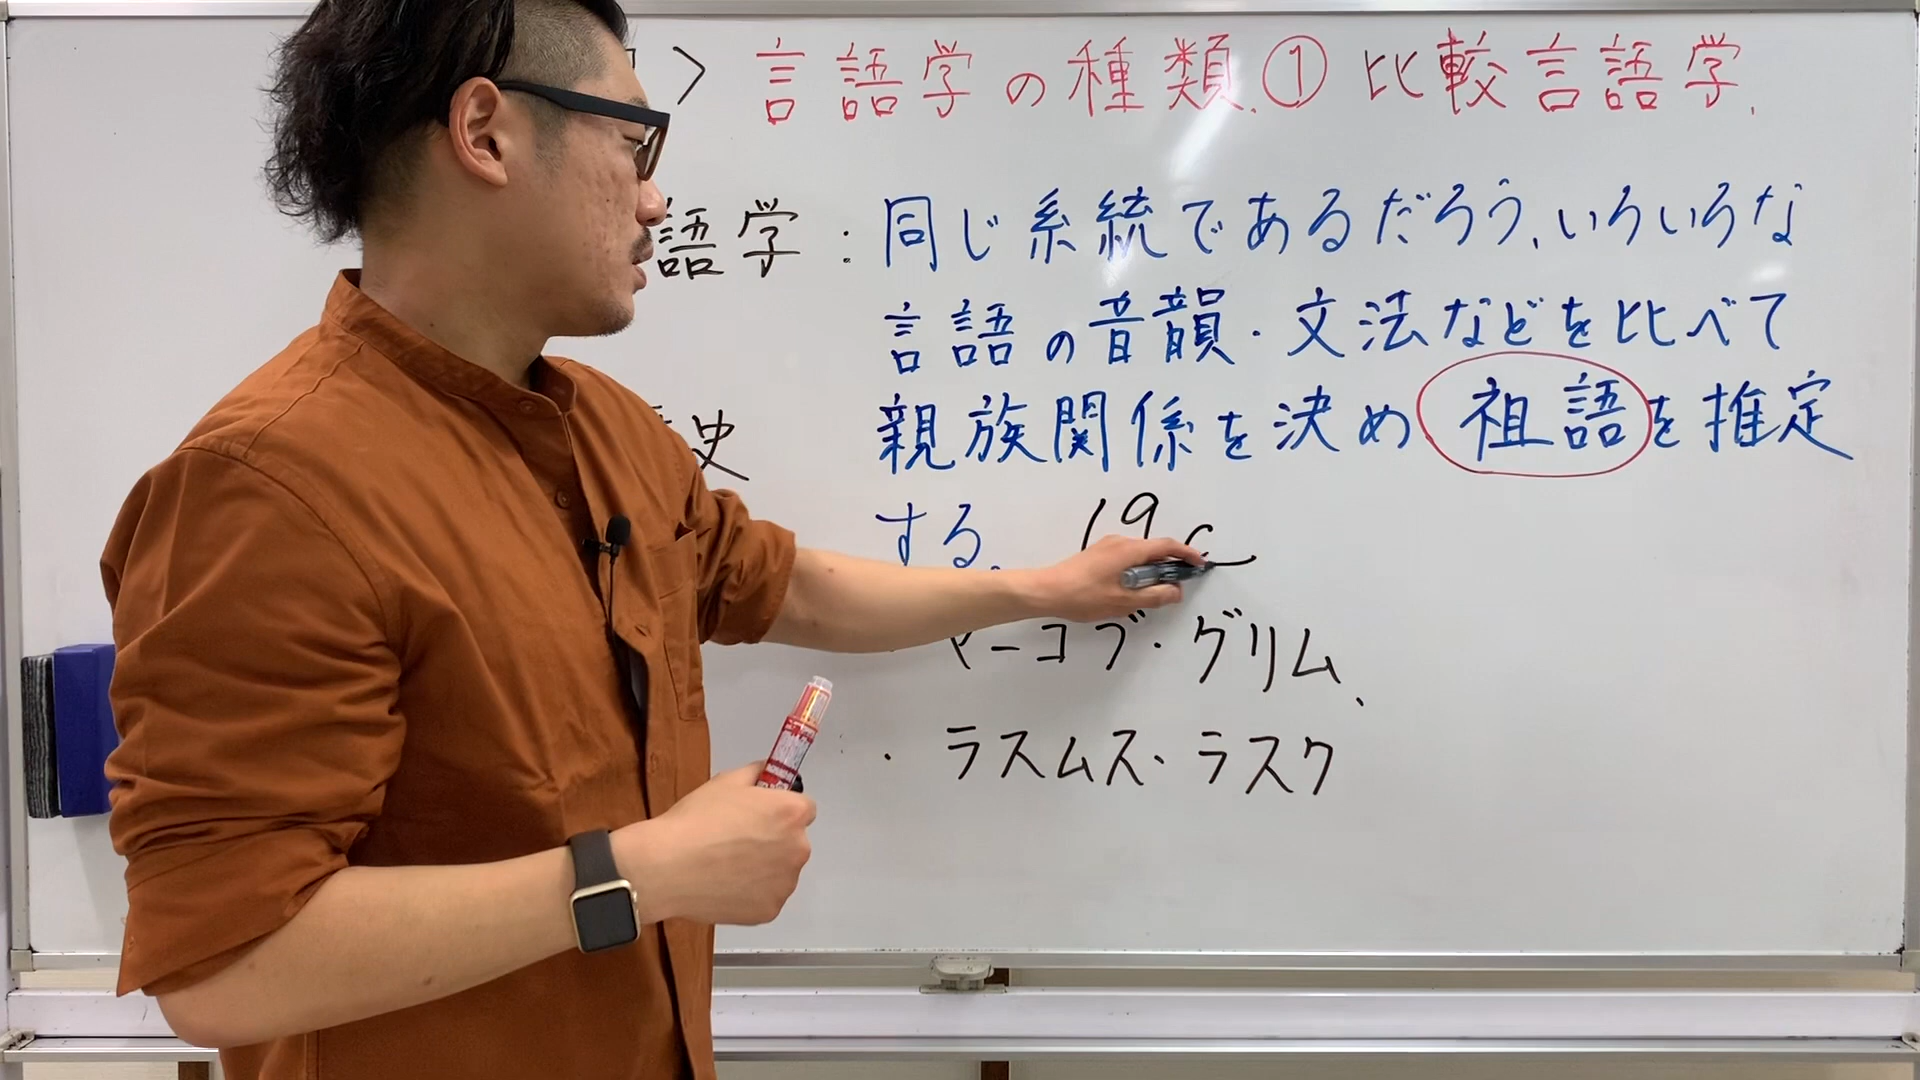 > 言語学の種類.① 比較言語学.
語学 : 同じ系統であるだろう、いろいろな
言語の音韻・文法などを比べて
史 親族関係を決め 祖語を推定
する。 19c
ーコブ・グリム、
・ ラスムス・ラスク